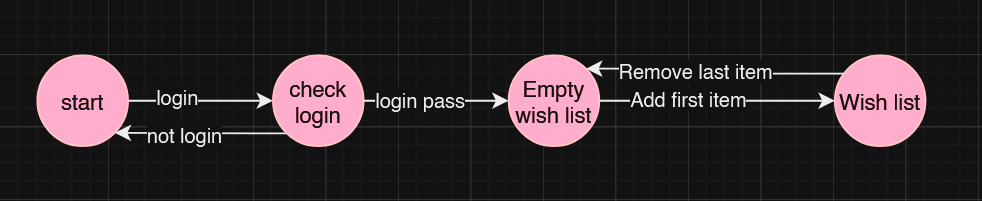 start
login
not login
check
login
login pass
Empty
wish list
Remove last item
Add first item
Wish list